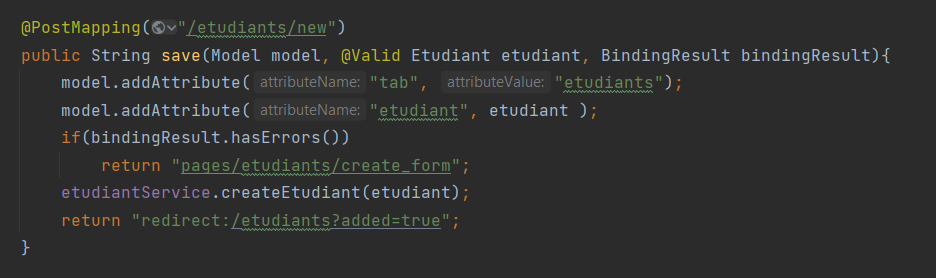 @PostMapping("/etudiants/new")
public String save(Model model, @Valid Etudiant etudiant, BindingResult bindingResult){
    model.addAttribute( attributeName: "tab", attributeValue: "etudiants");
    model.addAttribute( attributeName: "etudiant", etudiant );
    if(bindingResult.hasErrors())
        return "pages/etudiants/create_form";
    etudiantService.createEtudiant(etudiant);
    return "redirect:/etudiants?added=true";
}